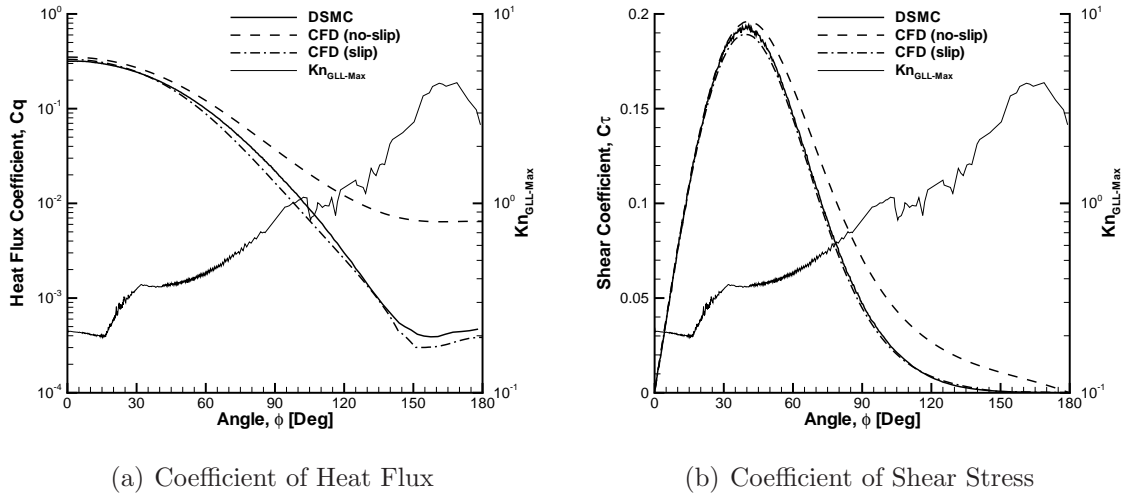 DSMC
CFD (no-slip)
CFD (slip)
Kn_GLL-Max
Heat Flux Coefficient, Cq
10^0
10^-1
10^-2
10^-3
10^-4
0 30 60 90 120 150 180
Angle, ϕ [Deg]
10^1
10^0
10^-1
Kn_GLL-Max
(a) Coefficient of Heat Flux
DSMC
CFD (no-slip)
CFD (slip)
Kn_GLL-Max
Shear Coefficient, Cτ
0.2
0.15
0.1
0.05
0
0 30 60 90 120 150 180
Angle, ϕ [Deg]
10^1
10^0
10^-1
Kn_GLL-Max
(b) Coefficient of Shear Stress